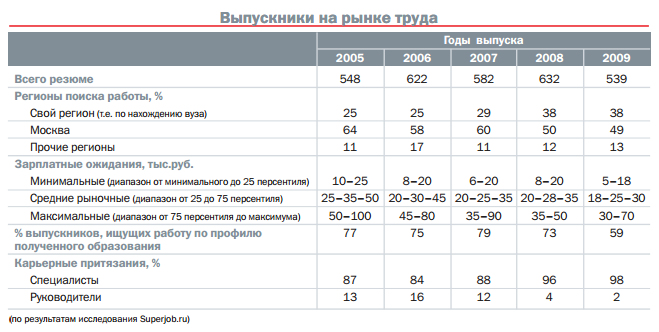 Выпускники на рынке труда
Годы выпуска
2005 2006 2007 2008 2009
Всего резюме 548 622 582 632 539
Регионы поиска работы, %
Свой регион (т.е. по нахождению вуза) 25 25 29 38 38
Москва 64 58 60 50 49
Прочие регионы 11 17 11 12 13
Зарплатные ожидания, тыс.руб.
Минимальные (диапазон от минимального до 25 персентиля) 10–25 8–20 6–20 8–20 5–18
Средние рыночные (диапазон от 25 до 75 персентиля) 25–35–50 20–30–45 20–25–35 20–28–35 18–25–30
Максимальные (диапазон от 75 персентиля до максимума) 50–100 45–80 35–90 35–50 30–70
% выпускников, ищущих работу по профилю
полученного образования 77 75 79 73 59
Карьерные притязания, %
Специалисты 87 84 88 96 98
Руководители 13 16 12 4 2
(по результатам исследования Superjob.ru)